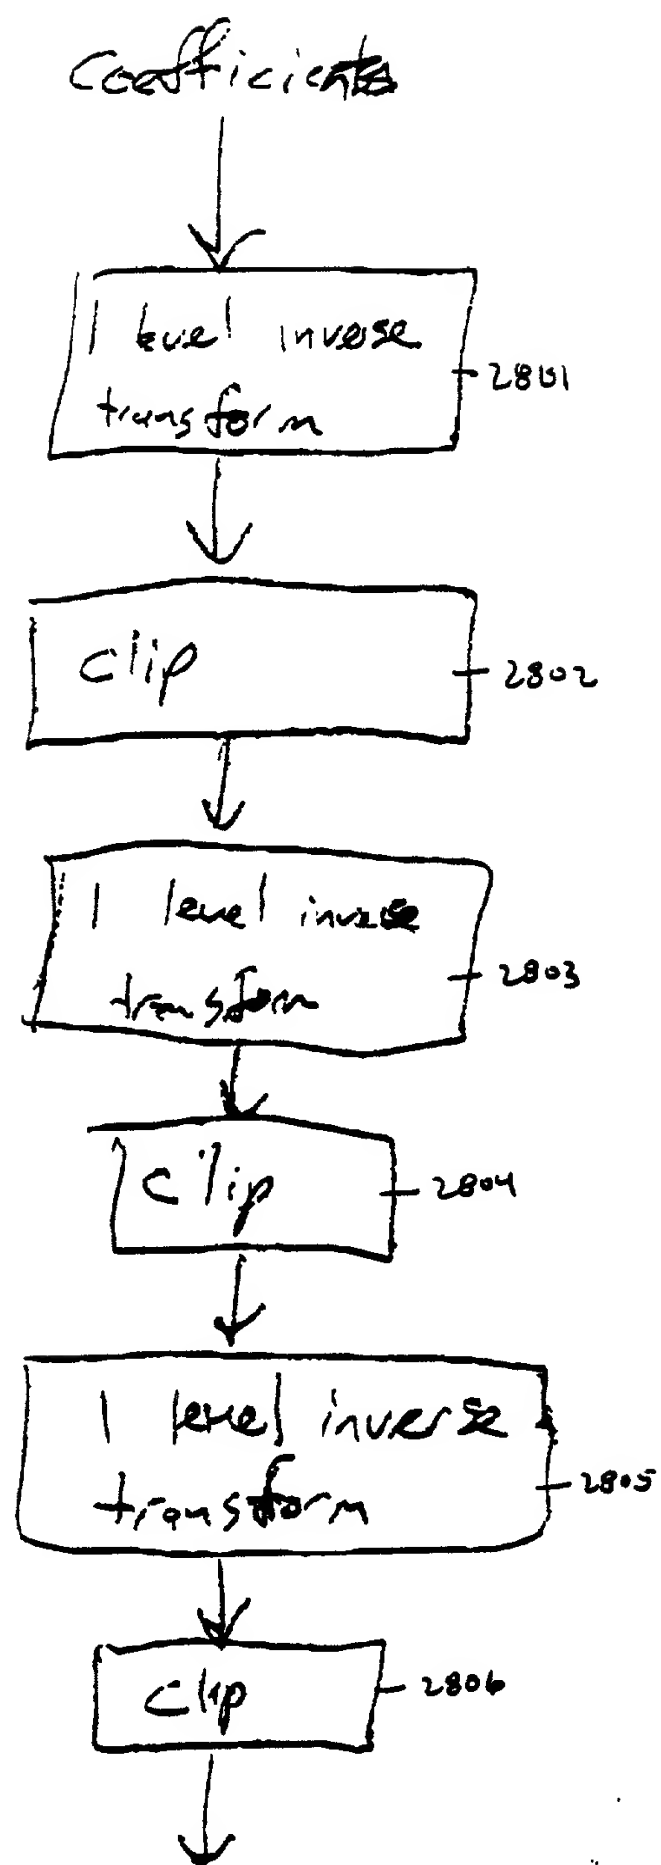 Coefficients
1 level inverse
transform
2801
Clip
2802
1 level inverse
transform
2803
Clip
2804
1 level inverse
transform
2805
Clip
2806